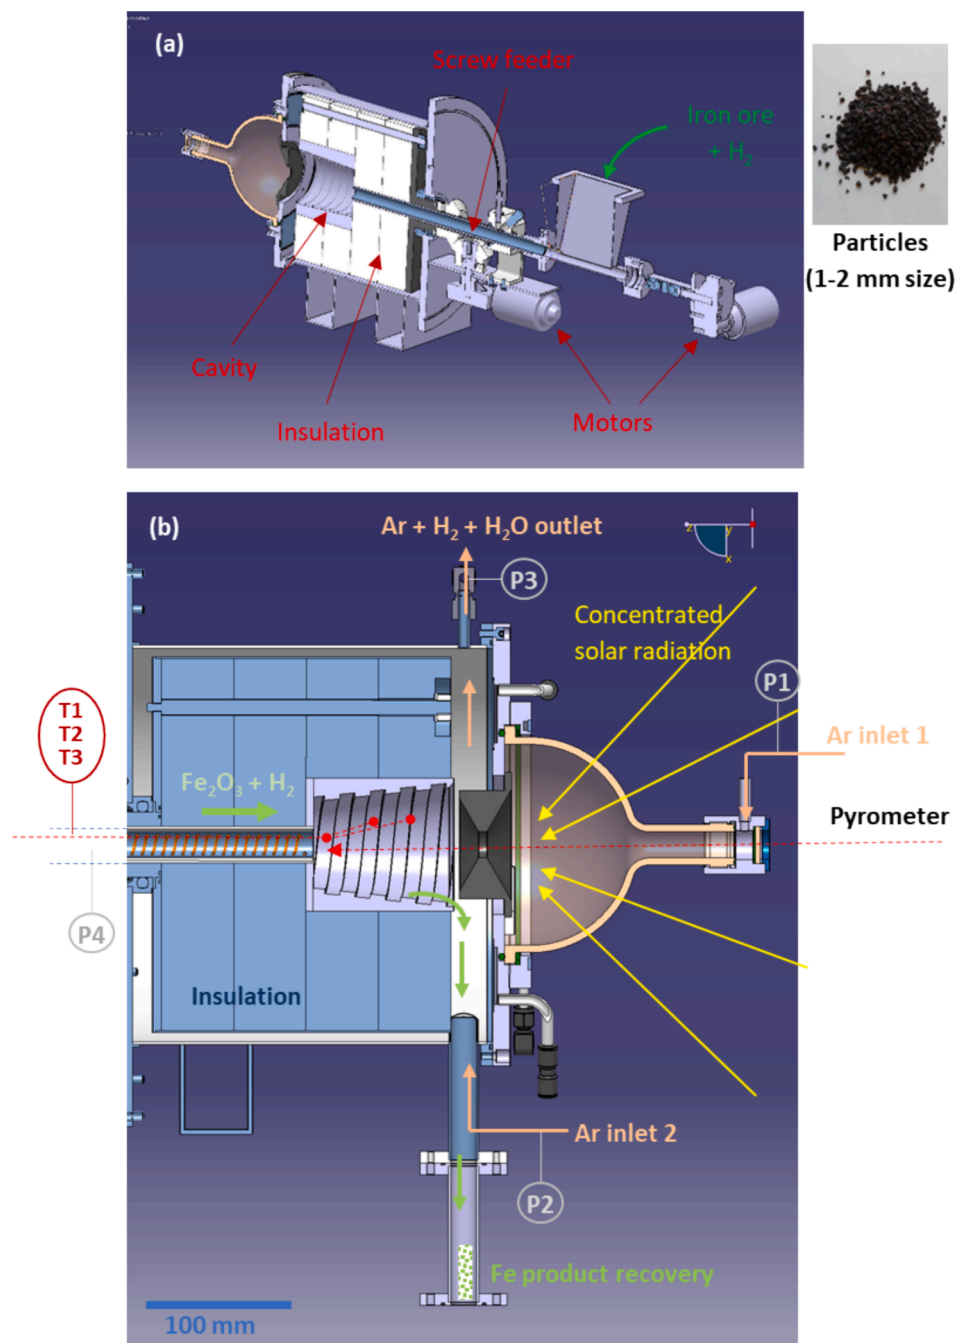 (a)
Screw feeder
Iron ore
+ H₂
Cavity
Insulation
Motors
Particles
(1-2 mm size)
(b)
Ar + H₂ + H₂O outlet
P3
z
y
x
Concentrated
solar radiation
P1
T1
T2
T3
Ar inlet 1
Fe₂O₃ + H₂
Pyrometer
P4
Insulation
Ar inlet 2
P2
Fe product recovery
100 mm